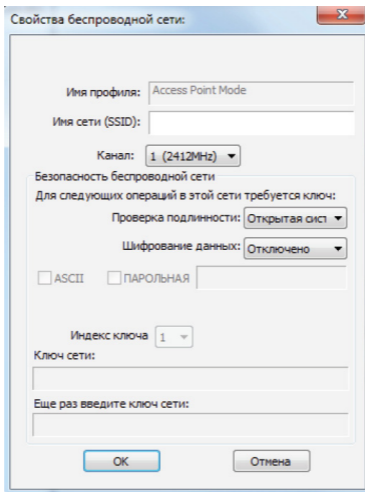 Свойства беспроводной сети:
Имя профиля: Access Point Mode
Имя сети (SSID):
Канал: 1 (2412MHz)
Безопасность беспроводной сети
Для следующих операций в этой сети требуется ключ:
Проверка подлинности: Открытая сист
Шифрование данных: Отключено
ASCII ПАРОЛЬНАЯ
Индекс ключа 1
Ключ сети:
Еще раз введите ключ сети:
OK Отмена